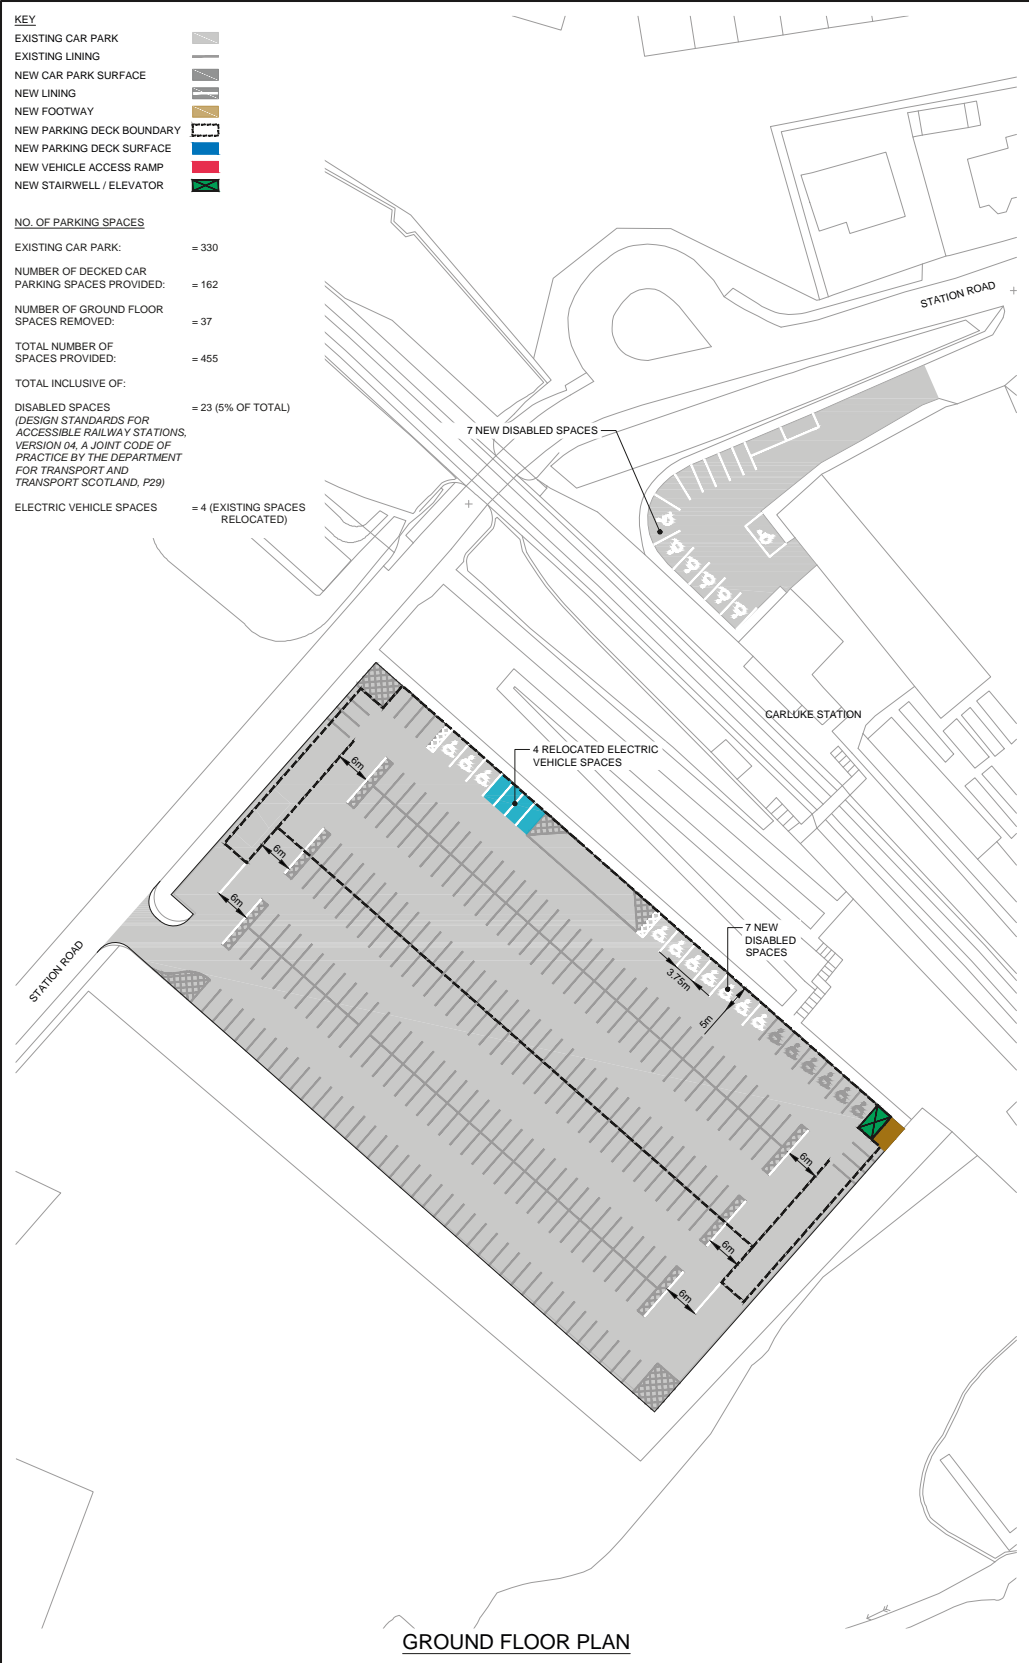 KEY
EXISTING CAR PARK
EXISTING LINING
NEW CAR PARK SURFACE
NEW LINING
NEW FOOTWAY
NEW PARKING DECK BOUNDARY
NEW PARKING DECK SURFACE
NEW VEHICLE ACCESS RAMP
NEW STAIRWELL / ELEVATOR
NO. OF PARKING SPACES
EXISTING CAR PARK: = 330
NUMBER OF DECKED CAR
PARKING SPACES PROVIDED: = 162
NUMBER OF GROUND FLOOR
SPACES REMOVED: = 37
TOTAL NUMBER OF
SPACES PROVIDED: = 455
TOTAL INCLUSIVE OF:
DISABLED SPACES = 23 (5% OF TOTAL)
(DESIGN STANDARDS FOR
ACCESSIBLE RAILWAY STATIONS,
VERSION 04, A JOINT CODE OF
PRACTICE BY THE DEPARTMENT
FOR TRANSPORT AND
TRANSPORT SCOTLAND, P29)
ELECTRIC VEHICLE SPACES = 4 (EXISTING SPACES
RELOCATED)
STATION ROAD
7 NEW DISABLED SPACES
CARLUKE STATION
4 RELOCATED ELECTRIC
VEHICLE SPACES
6m
6m
6m
7 NEW
DISABLED
SPACES
3.75m
5m
STATION ROAD
6m
6m
6m
GROUND FLOOR PLAN